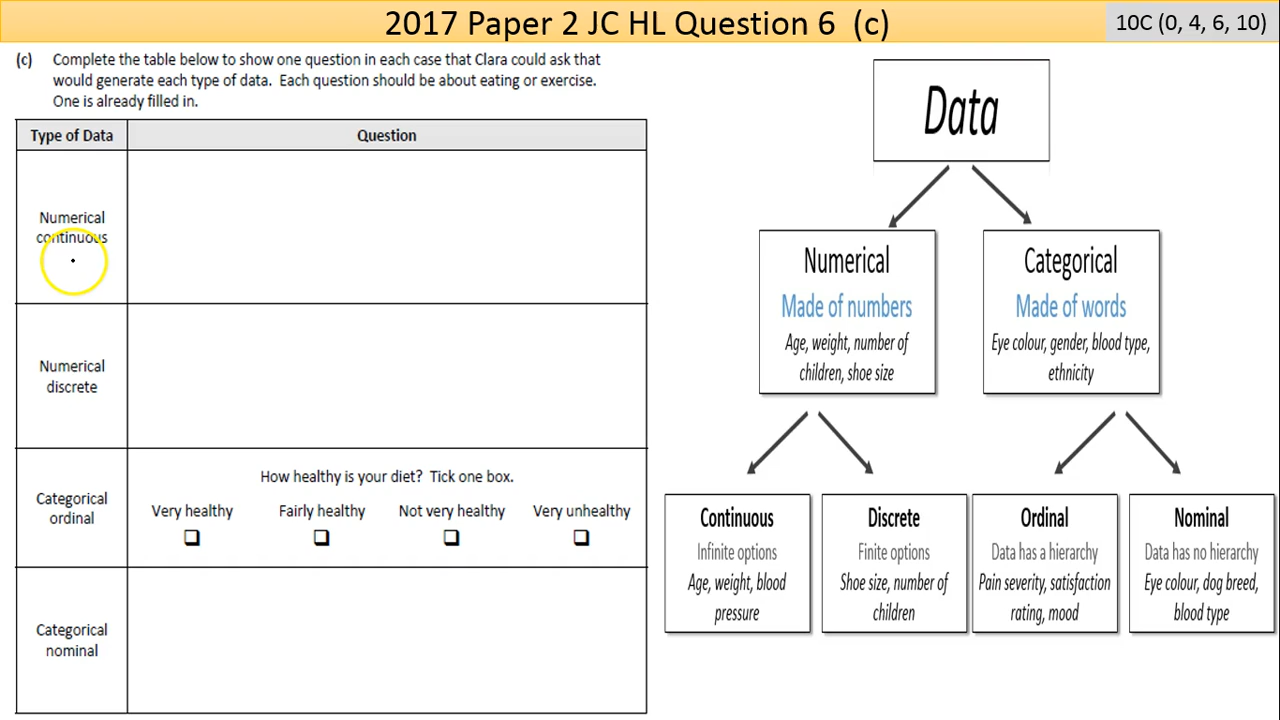 2017 Paper 2 JC HL Question 6 (c)
10C (0, 4, 6, 10)
(c) Complete the table below to show one question in each case that Clara could ask that
would generate each type of data. Each question should be about eating or exercise.
One is already filled in.
Type of Data
Question
Numerical
continuous
Numerical
discrete
Categorical
ordinal
How healthy is your diet? Tick one box.
Very healthy Fairly healthy Not very healthy Very unhealthy
Categorical
nominal
Data
Numerical
Made of numbers
Age, weight, number of
children, shoe size
Categorical
Made of words
Eye colour, gender, blood type,
ethnicity
Continuous
Infinite options
Age, weight, blood
pressure
Discrete
Finite options
Shoe size, number of
children
Ordinal
Data has a hierarchy
Pain severity, satisfaction
rating, mood
Nominal
Data has no hierarchy
Eye colour, dog breed,
blood type